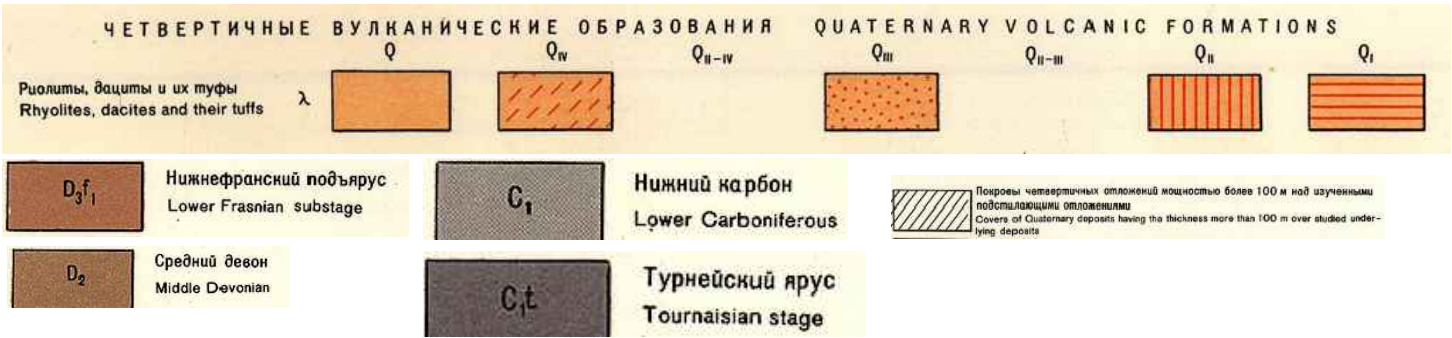 ЧЕТВЕРТИЧНЫЕ ВУЛКАНИЧЕСКИЕ ОБРАЗОВАНИЯ QUATERNARY VOLCANIC FORMATIONS
Q Q_IV Q_II-IV Q_III Q_II-III Q_II Q_I
Риолиты, дациты и их туфы
Rhyolites, dacites and their tuffs λ
D₃f₁ Нижнефранский подъярус
Lower Frasnian substage
D₂ Средний девон
Middle Devonian
C₁ Нижний карбон
Lower Carboniferous
C₁t Турнейский ярус
Tournaisian stage
Покровы четвертичных отложений мощностью более 100 м над изученными
подстилающими отложениями
Covers of Quaternary deposits having the thickness more than 100 m over studied under-
lying deposits